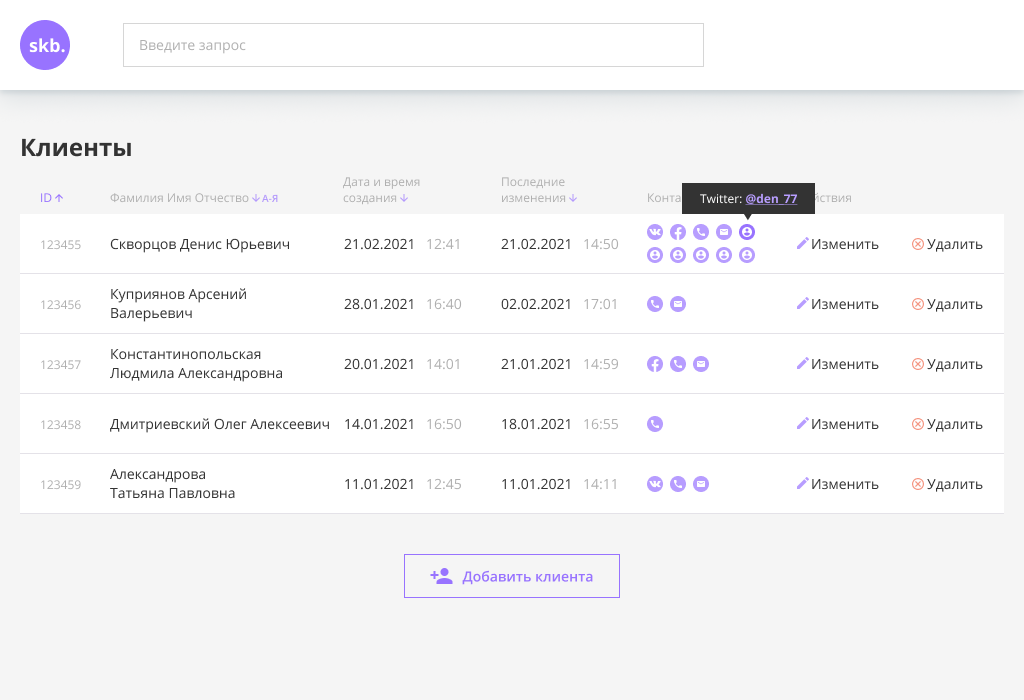 skb.
Введите запрос
Клиенты
ID Фамилия Имя Отчество А-Я Дата и время создания Последние изменения
Twitter: @den_77
123455 Скворцов Денис Юрьевич 21.02.2021 12:41 21.02.2021 14:50 Изменить Удалить
123456 Куприянов Арсений
Валерьевич 28.01.2021 16:40 02.02.2021 17:01 Изменить Удалить
123457 Константинопольская
Людмила Александровна 20.01.2021 14:01 21.01.2021 14:59 Изменить Удалить
123458 Дмитриевский Олег Алексеевич 14.01.2021 16:50 18.01.2021 16:55 Изменить Удалить
123459 Александрова
Татьяна Павловна 11.01.2021 12:45 11.01.2021 14:11 Изменить Удалить
Добавить клиента